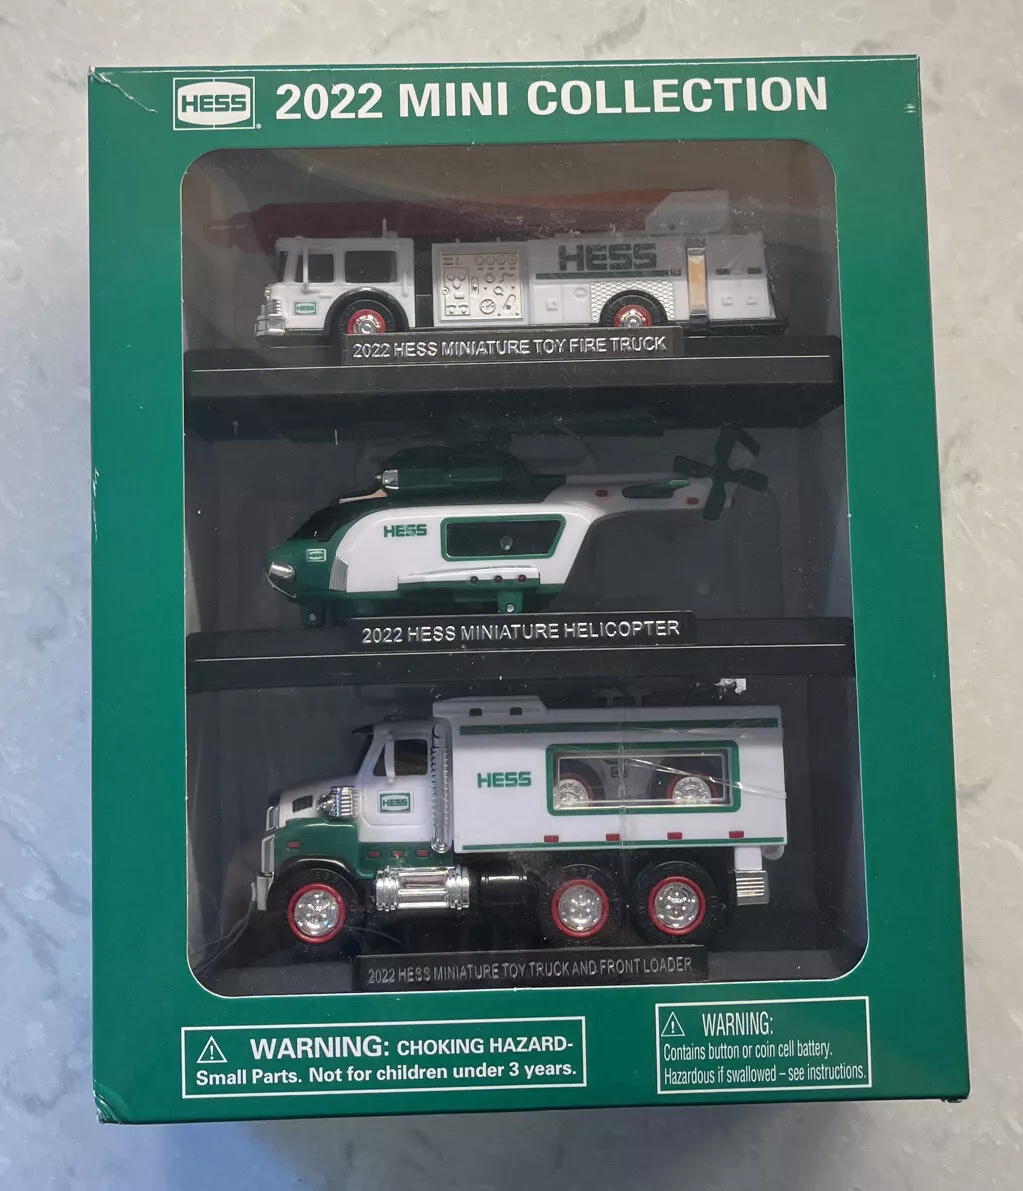 HESS
2022 MINI COLLECTION
HESS
HESS
2022 HESS MINIATURE TOY FIRE TRUCK
HESS
2022 HESS MINIATURE HELICOPTER
HESS
HESS
2022 HESS MINIATURE TOY TRUCK AND FRONT LOADER
WARNING: CHOKING HAZARD-
Small Parts. Not for children under 3 years.
WARNING:
Contains button or coin cell battery.
Hazardous if swallowed – see instructions.